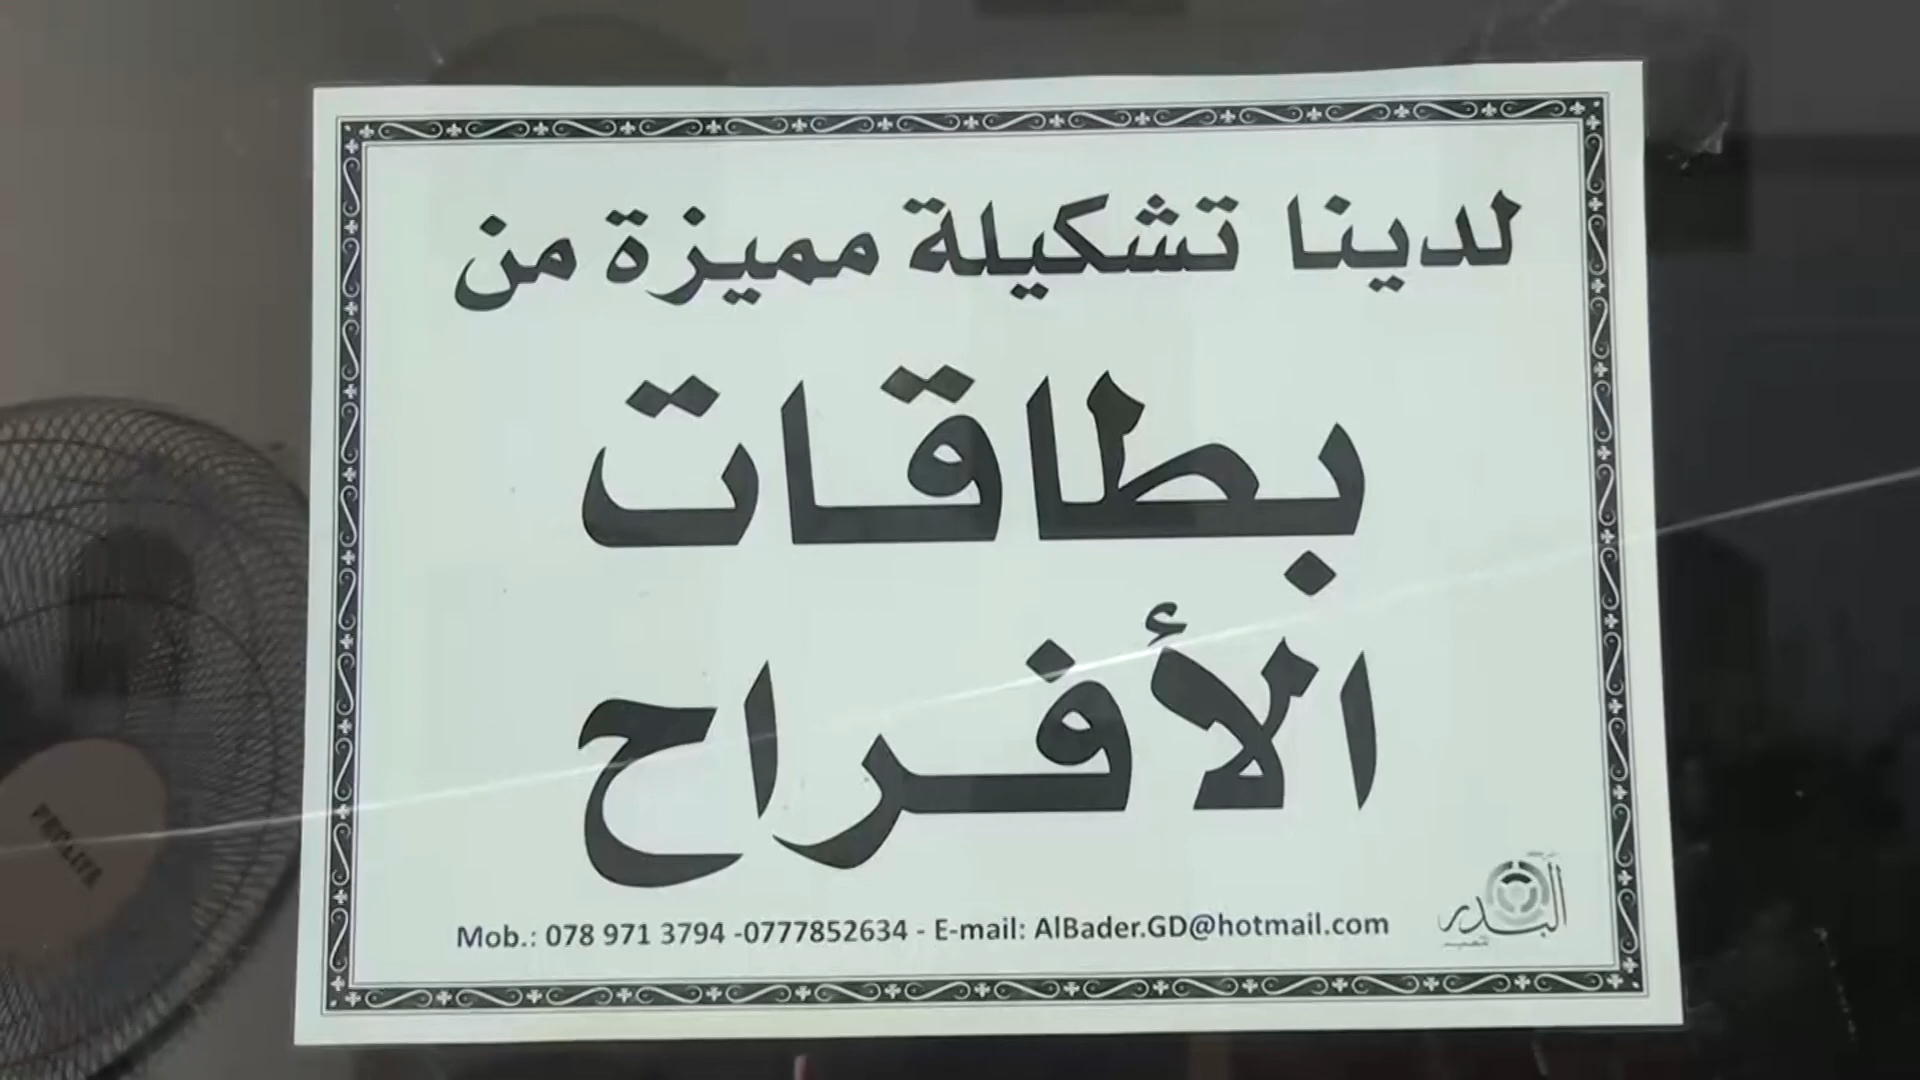 لدينا تشكيلة مميزة من
بطاقات
الأفراح
Mob.: 078 971 3794 -0777852634 - E-mail: AlBader.GD@hotmail.com
البدر